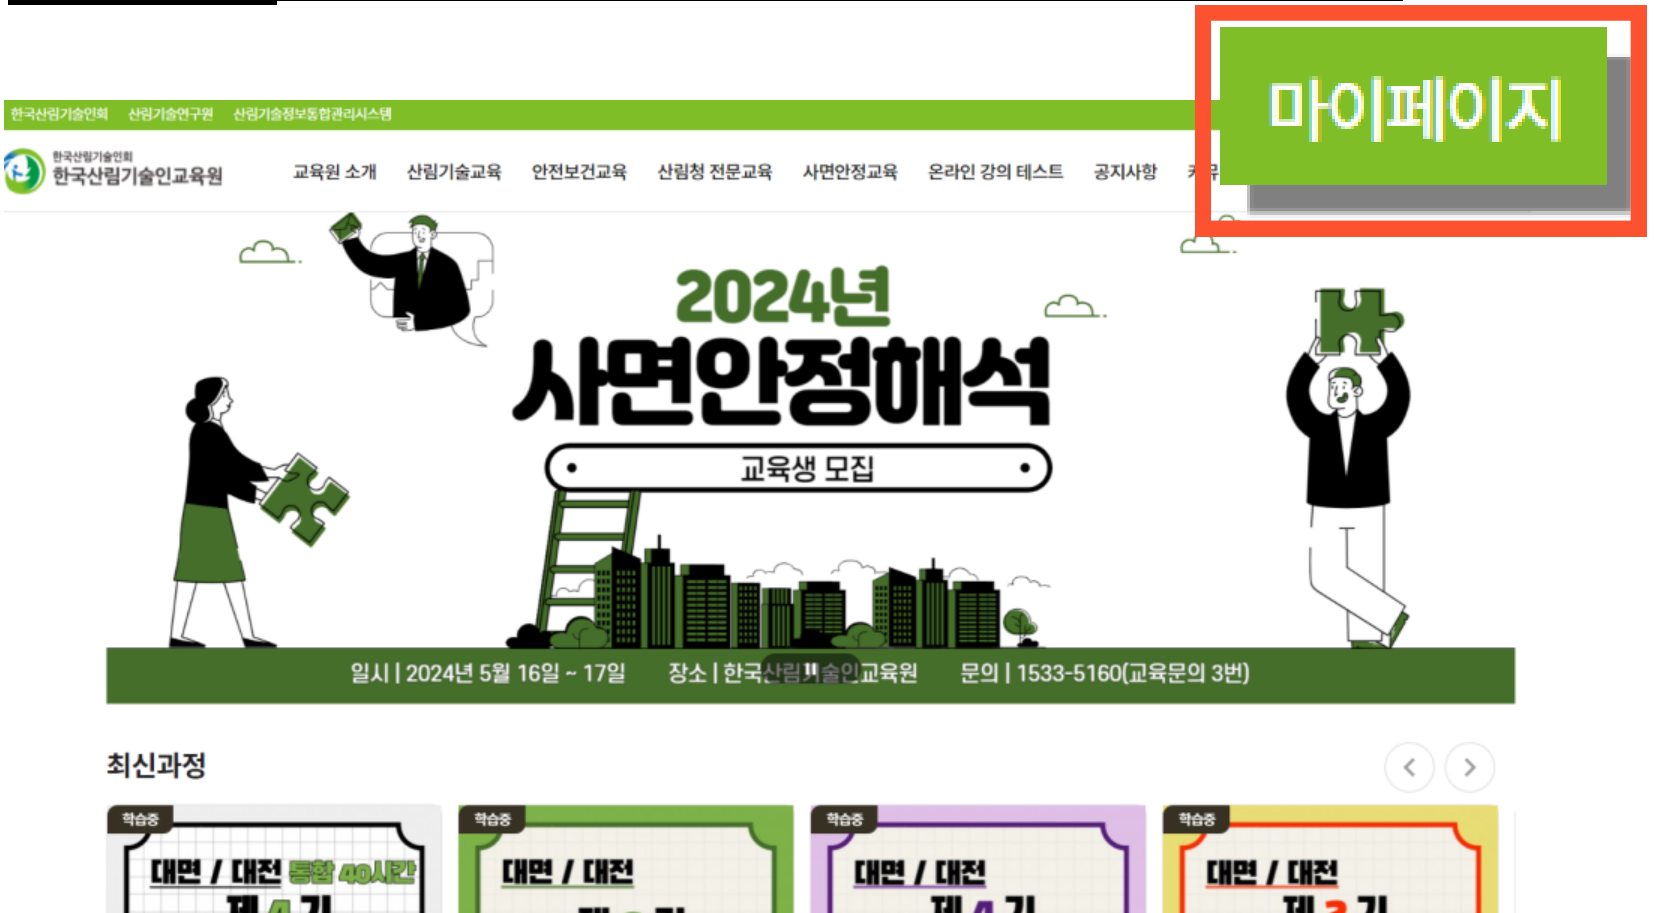 마이페이지
한국산림기술인회 산림기술연구원 산림기술정보통합관리시스템
한국산림기술인회
한국산림기술인교육원
교육원 소개 산림기술교육 안전보건교육 산림청 전문교육 사면안정교육 온라인 강의 테스트 공지사항
2024년
사면안정해석
교육생 모집
일시 | 2024년 5월 16일 ~ 17일 장소 | 한국산림기술인교육원 문의 | 1533-5160(교육문의 3번)
최신과정
학습중 학습중 학습중 학습중
대면 / 대전 통합 40시간 대면 / 대전 대면 / 대전 대면 / 대전
제 4 기 제 4 기 제 3 기